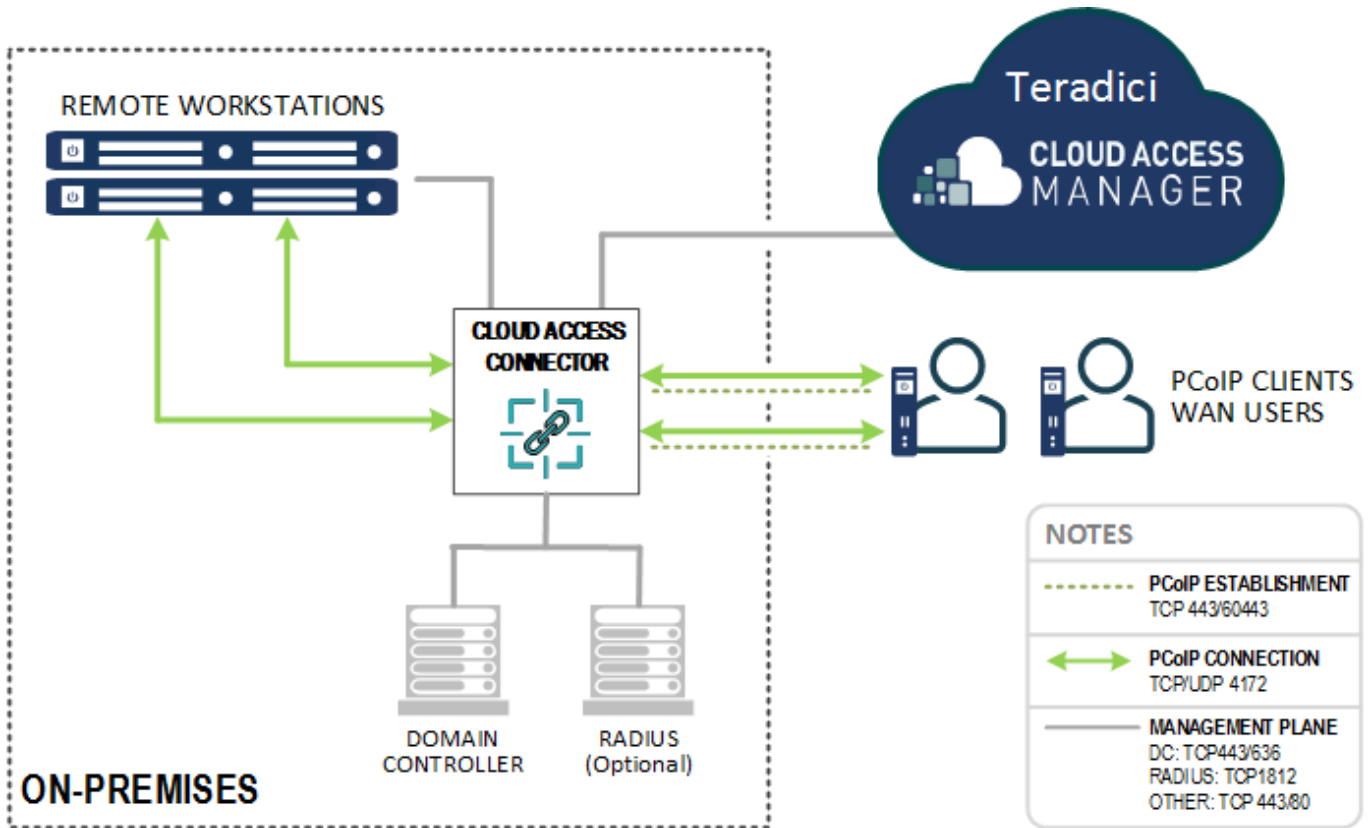 REMOTE WORKSTATIONS
Teradici
CLOUD ACCESS
MANAGER
CLOUD ACCESS
CONNECTOR
PCoIP CLIENTS
WAN USERS
DOMAIN
CONTROLLER
RADIUS
(Optional)
ON-PREMISES
NOTES
PCoIP ESTABLISHMENT
TCP 443/60443
PCoIP CONNECTION
TCP/UDP 4172
MANAGEMENT PLANE
DC: TCP443/636
RADIUS: TCP1812
OTHER: TCP 443/80